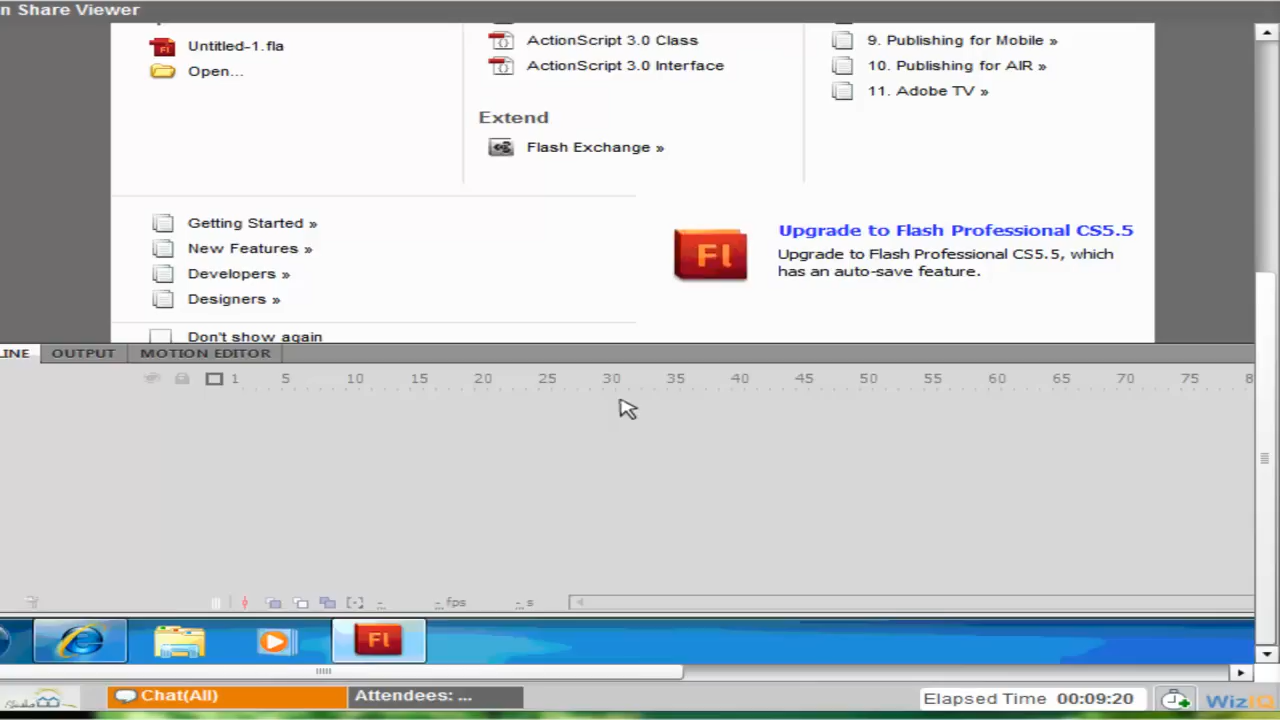 n Share Viewer
Untitled-1.fla
Open...
ActionScript 3.0 Class
ActionScript 3.0 Interface
Extend
Flash Exchange »
9. Publishing for Mobile »
10. Publishing for AIR »
11. Adobe TV »
Getting Started »
New Features »
Developers »
Designers »
Don't show again
Fl
Upgrade to Flash Professional CS5.5
Upgrade to Flash Professional CS5.5, which
has an auto-save feature.
LINE OUTPUT MOTION EDITOR
1 5 10 15 20 25 30 35 40 45 50 55 60 65 70 75 8
fps s
Fl
Chat(All) Attendees: ... Elapsed Time 00:09:20 WizIQ